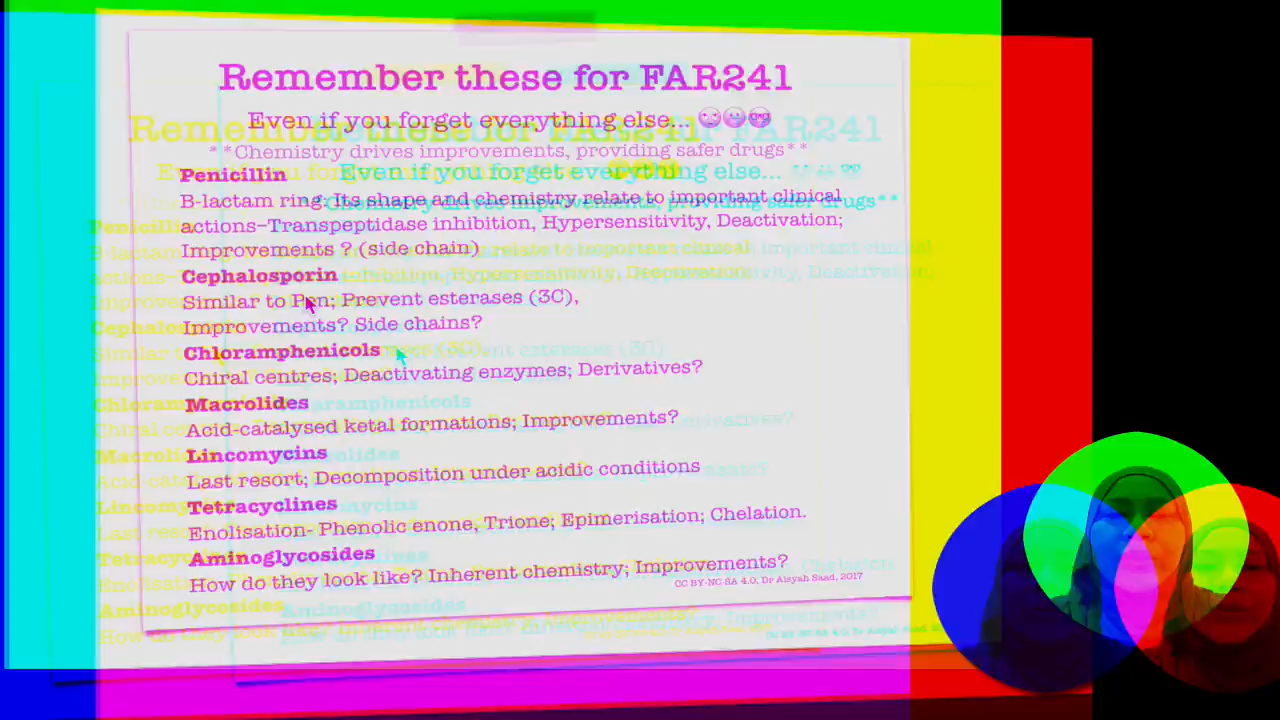 Remember these for FAR241
Even if you forget everything else... 
**Chemistry drives improvements, providing safer drugs**
Penicillin
B-lactam ring: Its shape and chemistry relate to important clinical
actions-Transpeptidase inhibition, Hypersensitivity, Deactivation;
Improvements ? (side chain)
Cephalosporin
Similar to Pen; Prevent esterases (3C),
Improvements? Side chains?
Chloramphenicols
Chiral centres; Deactivating enzymes; Derivatives?
Macrolides
Acid-catalysed ketal formations; Improvements?
Lincomycins
Last resort; Decomposition under acidic conditions
Tetracyclines
Enolisation- Phenolic enone, Trione; Epimerisation; Chelation.
Aminoglycosides
How do they look like? Inherent chemistry; Improvements?
CC BY-NC-SA 4.0, Dr Aisyah Saad, 2017